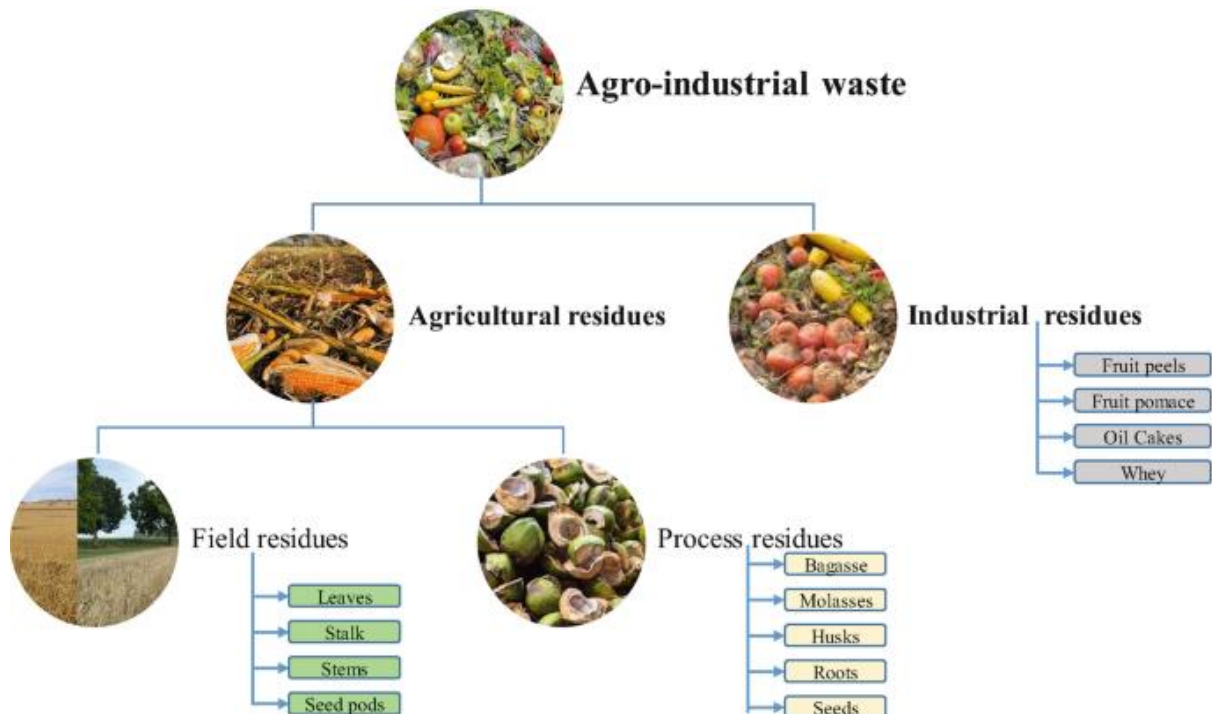 Agro-industrial waste
Agricultural residues
Industrial residues
Fruit peels
Fruit pomace
Oil Cakes
Whey
Field residues
Leaves
Stalk
Stems
Seed pods
Process residues
Bagasse
Molasses
Husks
Roots
Seeds